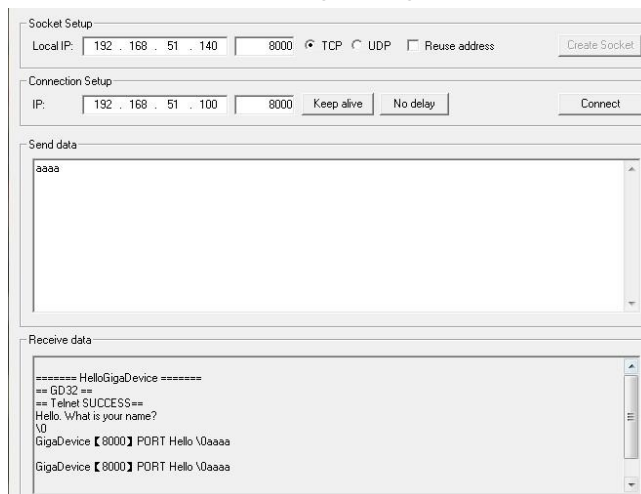 Socket Setup
Local IP: 192 . 168 . 51 . 140 8000 TCP UDP Reuse address Create Socket
Connection Setup
IP: 192 . 168 . 51 . 100 8000 Keep alive No delay Connect
Send data
aaaa
Receive data
======= HelloGigaDevice =======
== GD32 ==
== Telnet SUCCESS==
Hello. What is your name?
\0
GigaDevice【8000】PORT Hello \0aaaa
GigaDevice【8000】PORT Hello \0aaaa